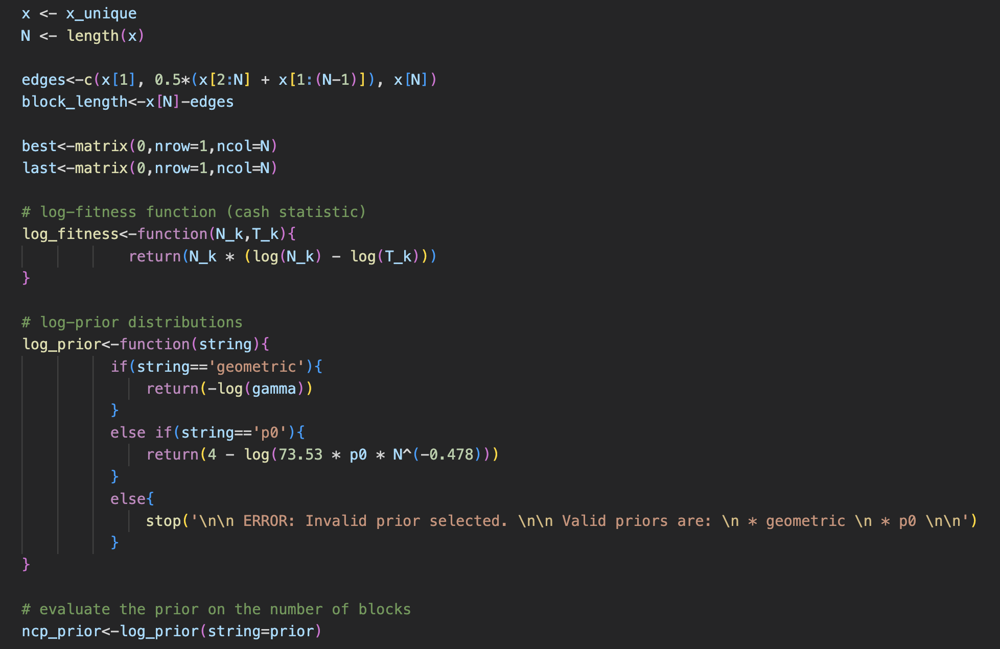 x <- x_unique
N <- length(x)
edges<-c(x[1], 0.5*(x[2:N] + x[1:(N-1)]), x[N])
block_length<-x[N]-edges
best<-matrix(0,nrow=1,ncol=N)
last<-matrix(0,nrow=1,ncol=N)
# log-fitness function (cash statistic)
log_fitness<-function(N_k,T_k){
return(N_k * (log(N_k) - log(T_k)))
}
# log-prior distributions
log_prior<-function(string){
if(string=='geometric'){
return(-log(gamma))
}
else if(string=='p0'){
return(4 - log(73.53 * p0 * N^(-0.478)))
}
else{
stop('\n\n ERROR: Invalid prior selected. \n\n Valid priors are: \n * geometric \n * p0 \n\n')
}
}
# evaluate the prior on the number of blocks
ncp_prior<-log_prior(string=prior)